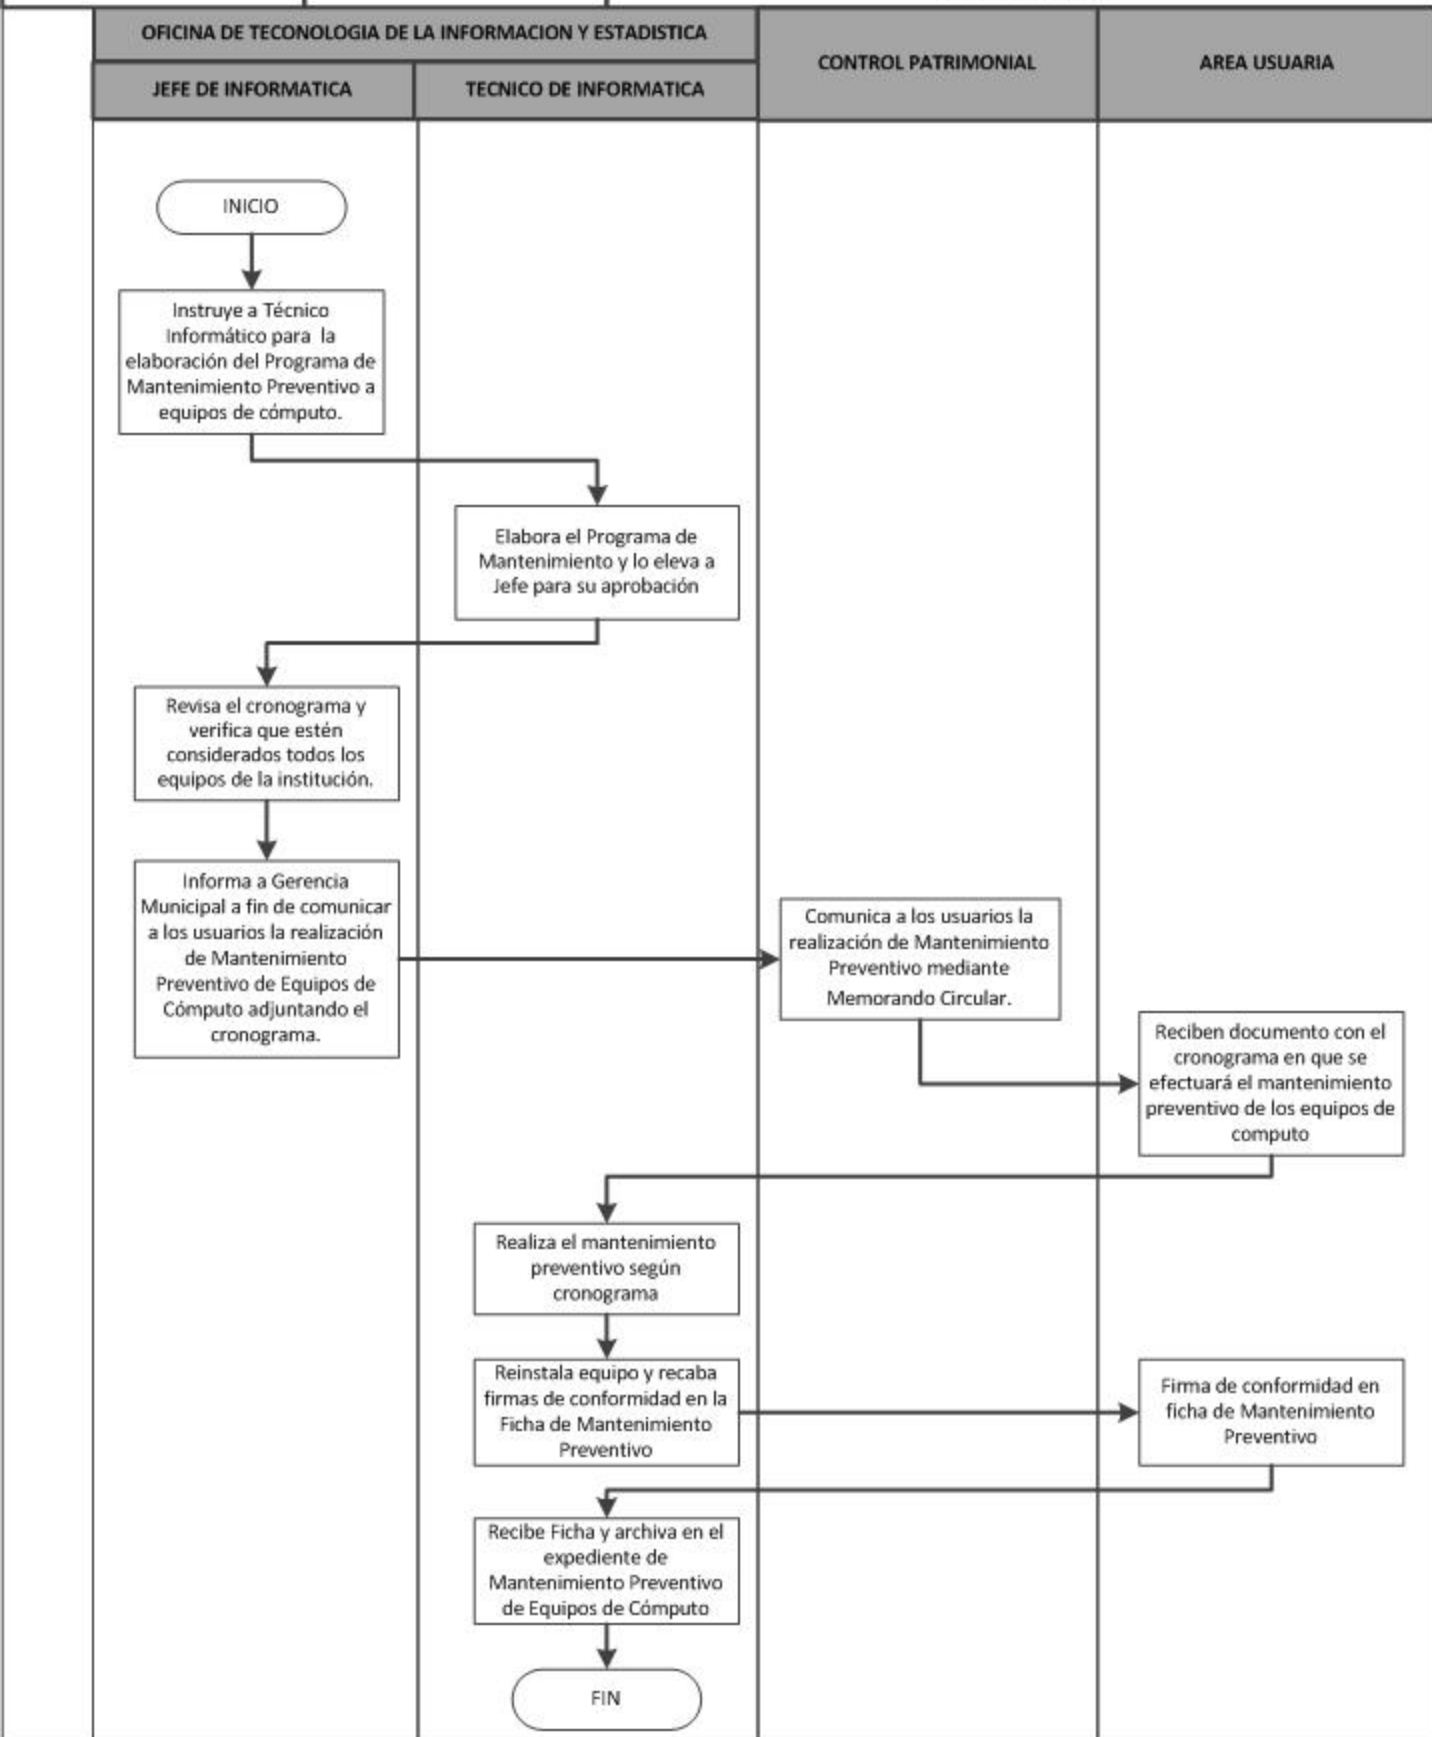 OFICINA DE TECONOLOGIA DE LA INFORMACION Y ESTADISTICA
CONTROL PATRIMONIAL
AREA USUARIA
JEFE DE INFORMATICA
TECNICO DE INFORMATICA
INICIO
Instruye a Técnico
Informático para la
elaboración del Programa de
Mantenimiento Preventivo a
equipos de cómputo.
Elabora el Programa de
Mantenimiento y lo eleva a
Jefe para su aprobación
Revisa el cronograma y
verifica que estén
considerados todos los
equipos de la institución.
Informa a Gerencia
Municipal a fin de comunicar
a los usuarios la realización
de Mantenimiento
Preventivo de Equipos de
Cómputo adjuntando el
cronograma.
Comunica a los usuarios la
realización de Mantenimiento
Preventivo mediante
Memorando Circular.
Reciben documento con el
cronograma en que se
efectuará el mantenimiento
preventivo de los equipos de
computo
Realiza el mantenimiento
preventivo según
cronograma
Reinstala equipo y recaba
firmas de conformidad en la
Ficha de Mantenimiento
Preventivo
Firma de conformidad en
ficha de Mantenimiento
Preventivo
Recibe Ficha y archiva en el
expediente de
Mantenimiento Preventivo
de Equipos de Cómputo
FIN